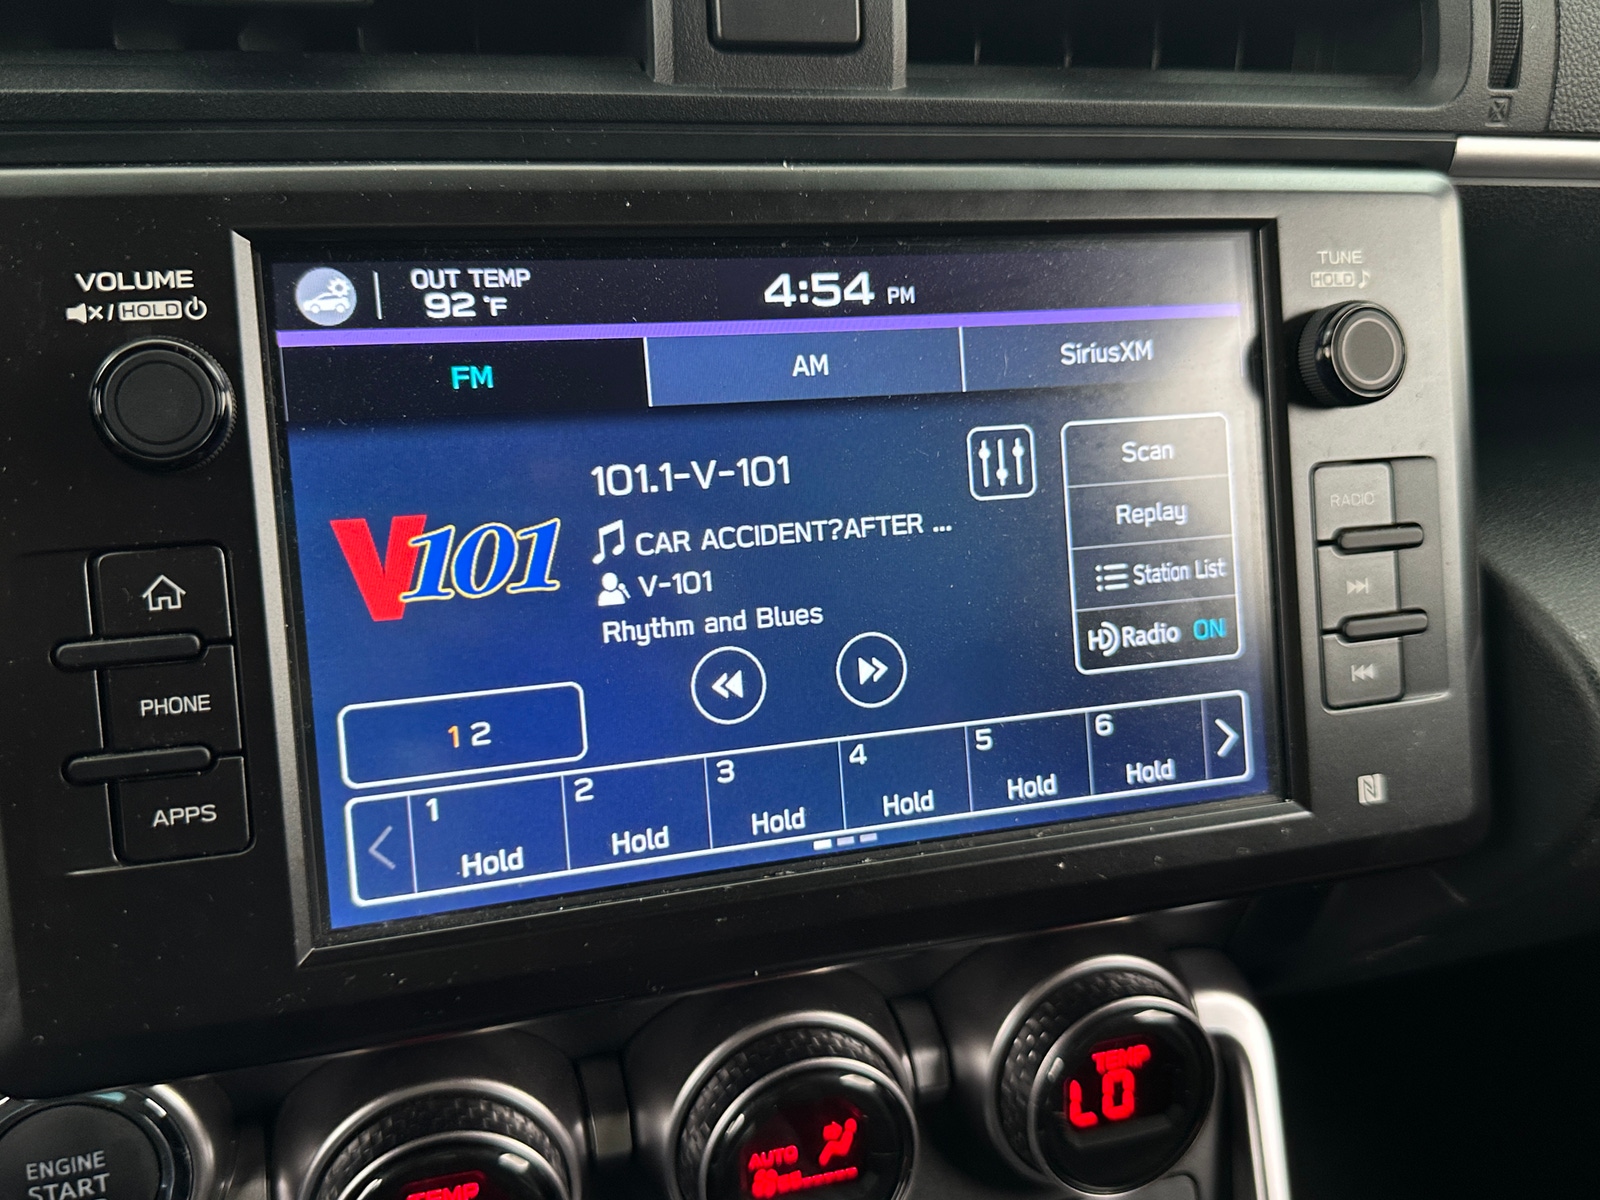 VOLUME
/ HOLD
OUT TEMP
92 °F
4:54 PM
TUNE
HOLD
FM
AM
SiriusXM
101.1-V-101
V101
CAR ACCIDENT?AFTER ...
V-101
Rhythm and Blues
Scan
Replay
Station List
HD Radio ON
RADIO
PHONE
APPS
1 2
1 Hold
2 Hold
3 Hold
4 Hold
5 Hold
6 Hold
ENGINE
START
TEMP
AUTO
TEMP
LO